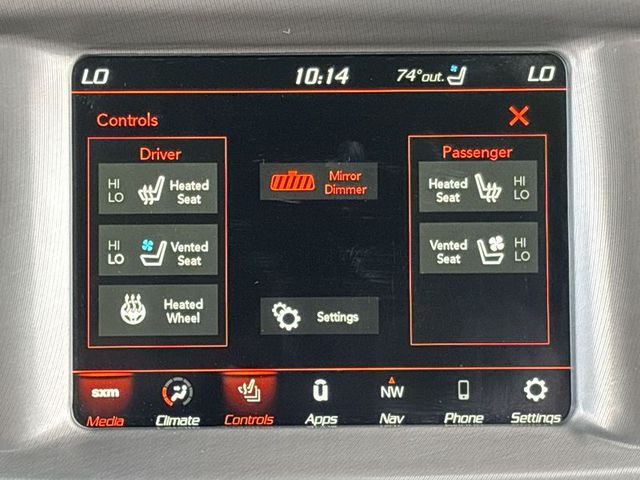 LO 10:14 74° out. LO
Controls
Driver
HI
LO
Heated
Seat
HI
LO
Vented
Seat
Heated
Wheel
Mirror
Dimmer
Settings
Passenger
Heated
Seat
HI
LO
Vented
Seat
HI
LO
sxm
Media
Climate
Controls
Apps
NW
Nav
Phone
Settings